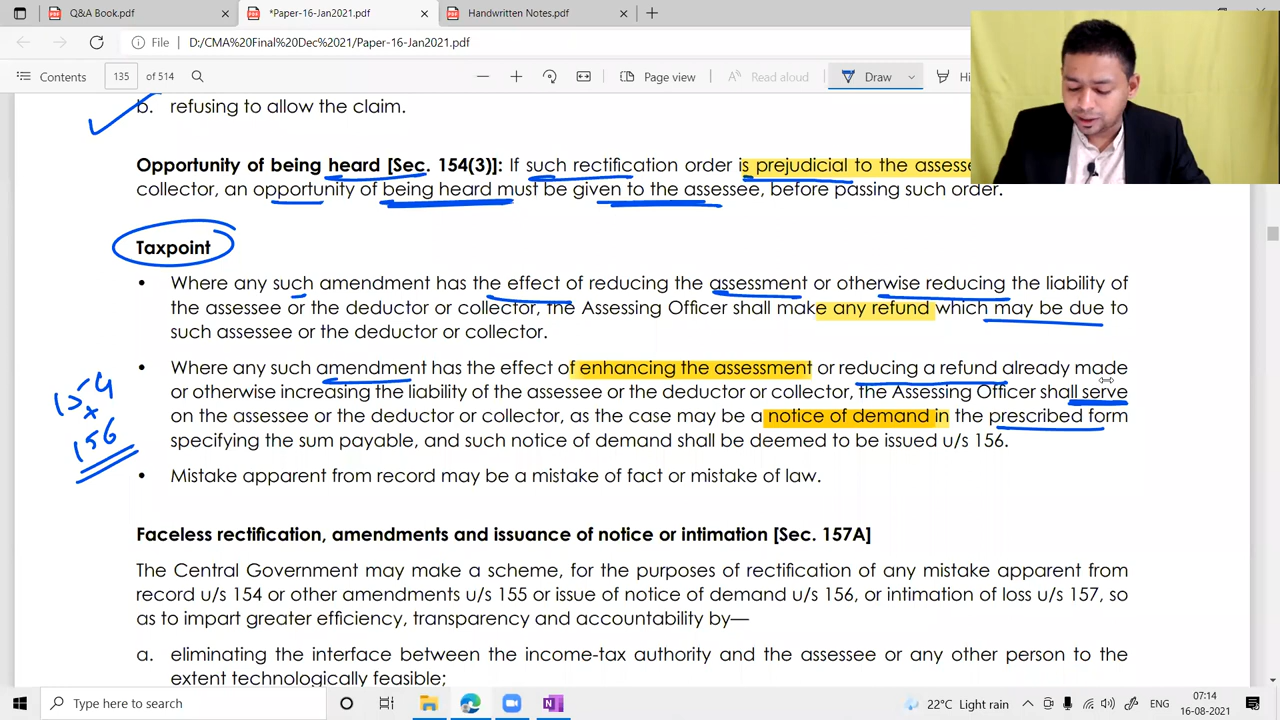 Q&A Book.pdf
*Paper-16-Jan2021.pdf
Handwritten Notes.pdf
File
D:/CMA%20Final%20Dec%2021/Paper-16-Jan2021.pdf
Contents
135
of 514
Page view
Read aloud
Draw
Hi
b. refusing to allow the claim.
Opportunity of being heard [Sec. 154(3)]: If such rectification order is prejudicial to the assess
collector, an opportunity of being heard must be given to the assessee, before passing such order.
Taxpoint
• Where any such amendment has the effect of reducing the assessment or otherwise reducing the liability of
the assessee or the deductor or collector, the Assessing Officer shall make any refund which may be due to
such assessee or the deductor or collector.
• Where any such amendment has the effect of enhancing the assessment or reducing a refund already made
or otherwise increasing the liability of the assessee or the deductor or collector, the Assessing Officer shall serve
on the assessee or the deductor or collector, as the case may be a notice of demand in the prescribed form
specifying the sum payable, and such notice of demand shall be deemed to be issued u/s 156.
154
156
• Mistake apparent from record may be a mistake of fact or mistake of law.
Faceless rectification, amendments and issuance of notice or intimation [Sec. 157A]
The Central Government may make a scheme, for the purposes of rectification of any mistake apparent from
record u/s 154 or other amendments u/s 155 or issue of notice of demand u/s 156, or intimation of loss u/s 157, so
as to impart greater efficiency, transparency and accountability by—
a. eliminating the interface between the income-tax authority and the assessee or any other person to the
extent technologically feasible;
Type here to search
22°C Light rain
ENG
07:14
16-08-2021